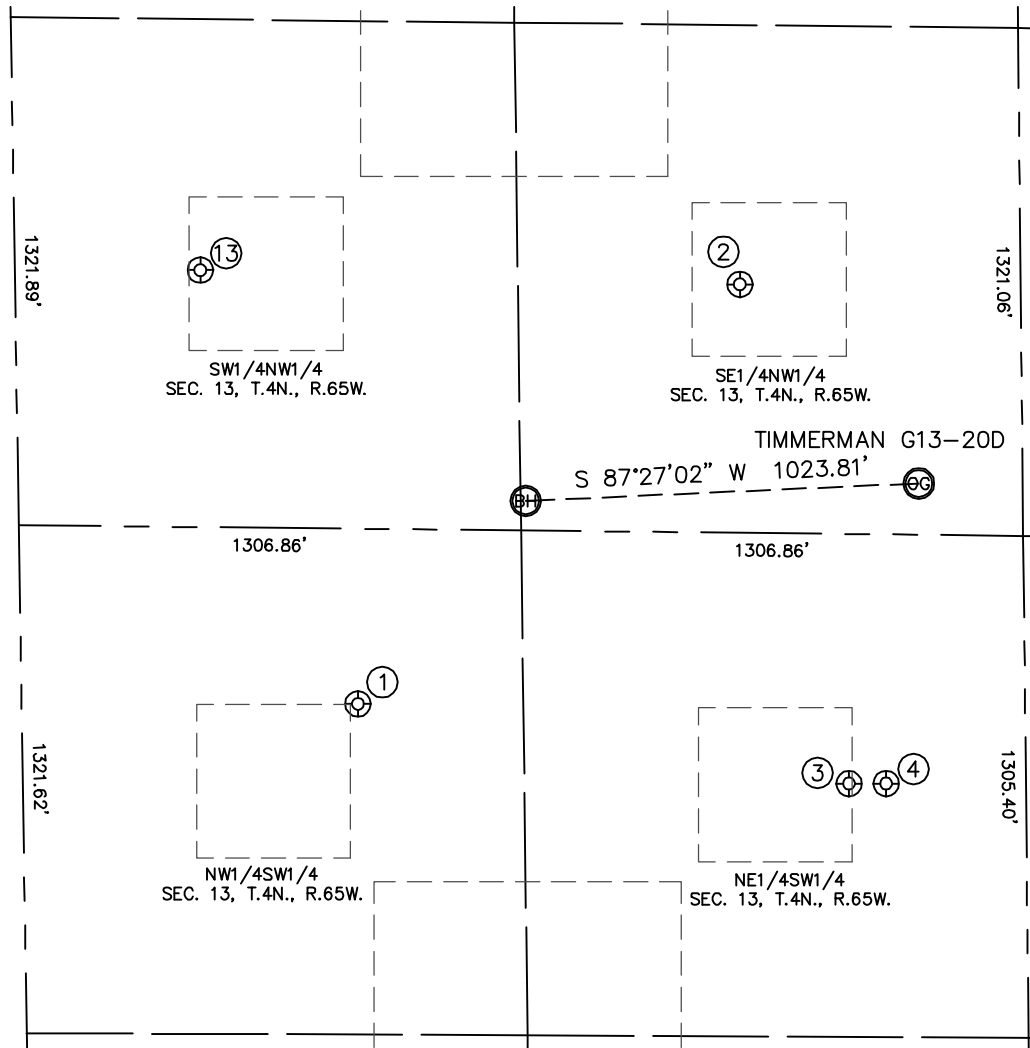 13
2
1321.89'
1321.06'
SW1/4NW1/4
SEC. 13, T.4N., R.65W.
SE1/4NW1/4
SEC. 13, T.4N., R.65W.
TIMMERMAN G13-20D
S 87°27'02" W 1023.81'
BH
OG
1306.86'
1306.86'
1
3
4
1321.62'
1305.40'
NW1/4SW1/4
SEC. 13, T.4N., R.65W.
NE1/4SW1/4
SEC. 13, T.4N., R.65W.